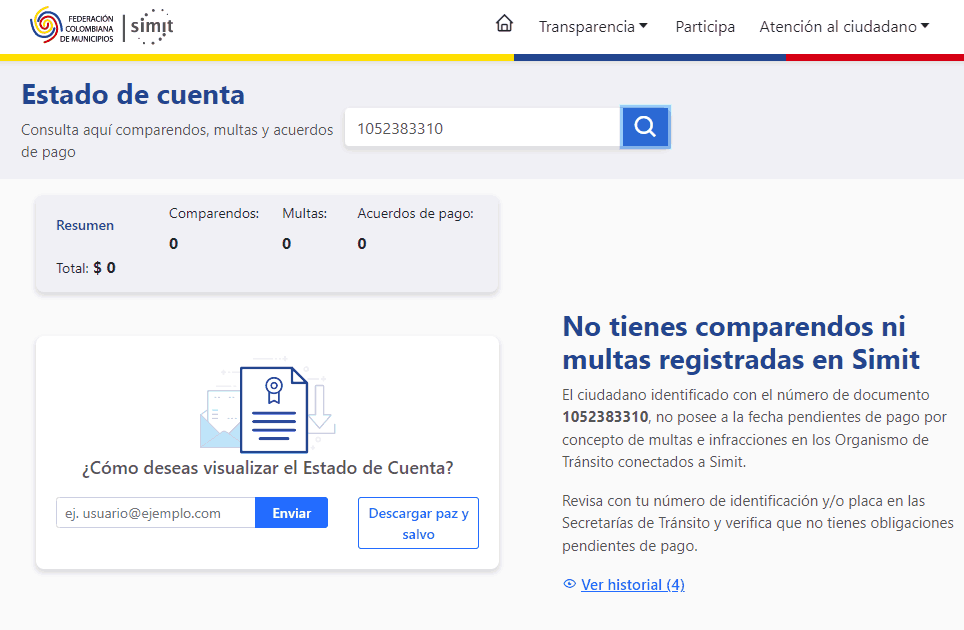 FEDERACIÓN
COLOMBIANA
DE MUNICIPIOS
simit
Transparencia
Participa
Atención al ciudadano
Estado de cuenta
Consulta aquí comparendos, multas y acuerdos
de pago
1052383310
Resumen
Comparendos:
Multas:
Acuerdos de pago:
0
0
0
Total: $ 0
No tienes comparendos ni
multas registradas en Simit
El ciudadano identificado con el número de documento
1052383310, no posee a la fecha pendientes de pago por
concepto de multas e infracciones en los Organismo de
Tránsito conectados a Simit.
Revisa con tu número de identificación y/o placa en las
Secretarías de Tránsito y verifica que no tienes obligaciones
pendientes de pago.
Ver historial (4)
¿Cómo deseas visualizar el Estado de Cuenta?
ej. usuario@ejemplo.com
Enviar
Descargar paz y
salvo